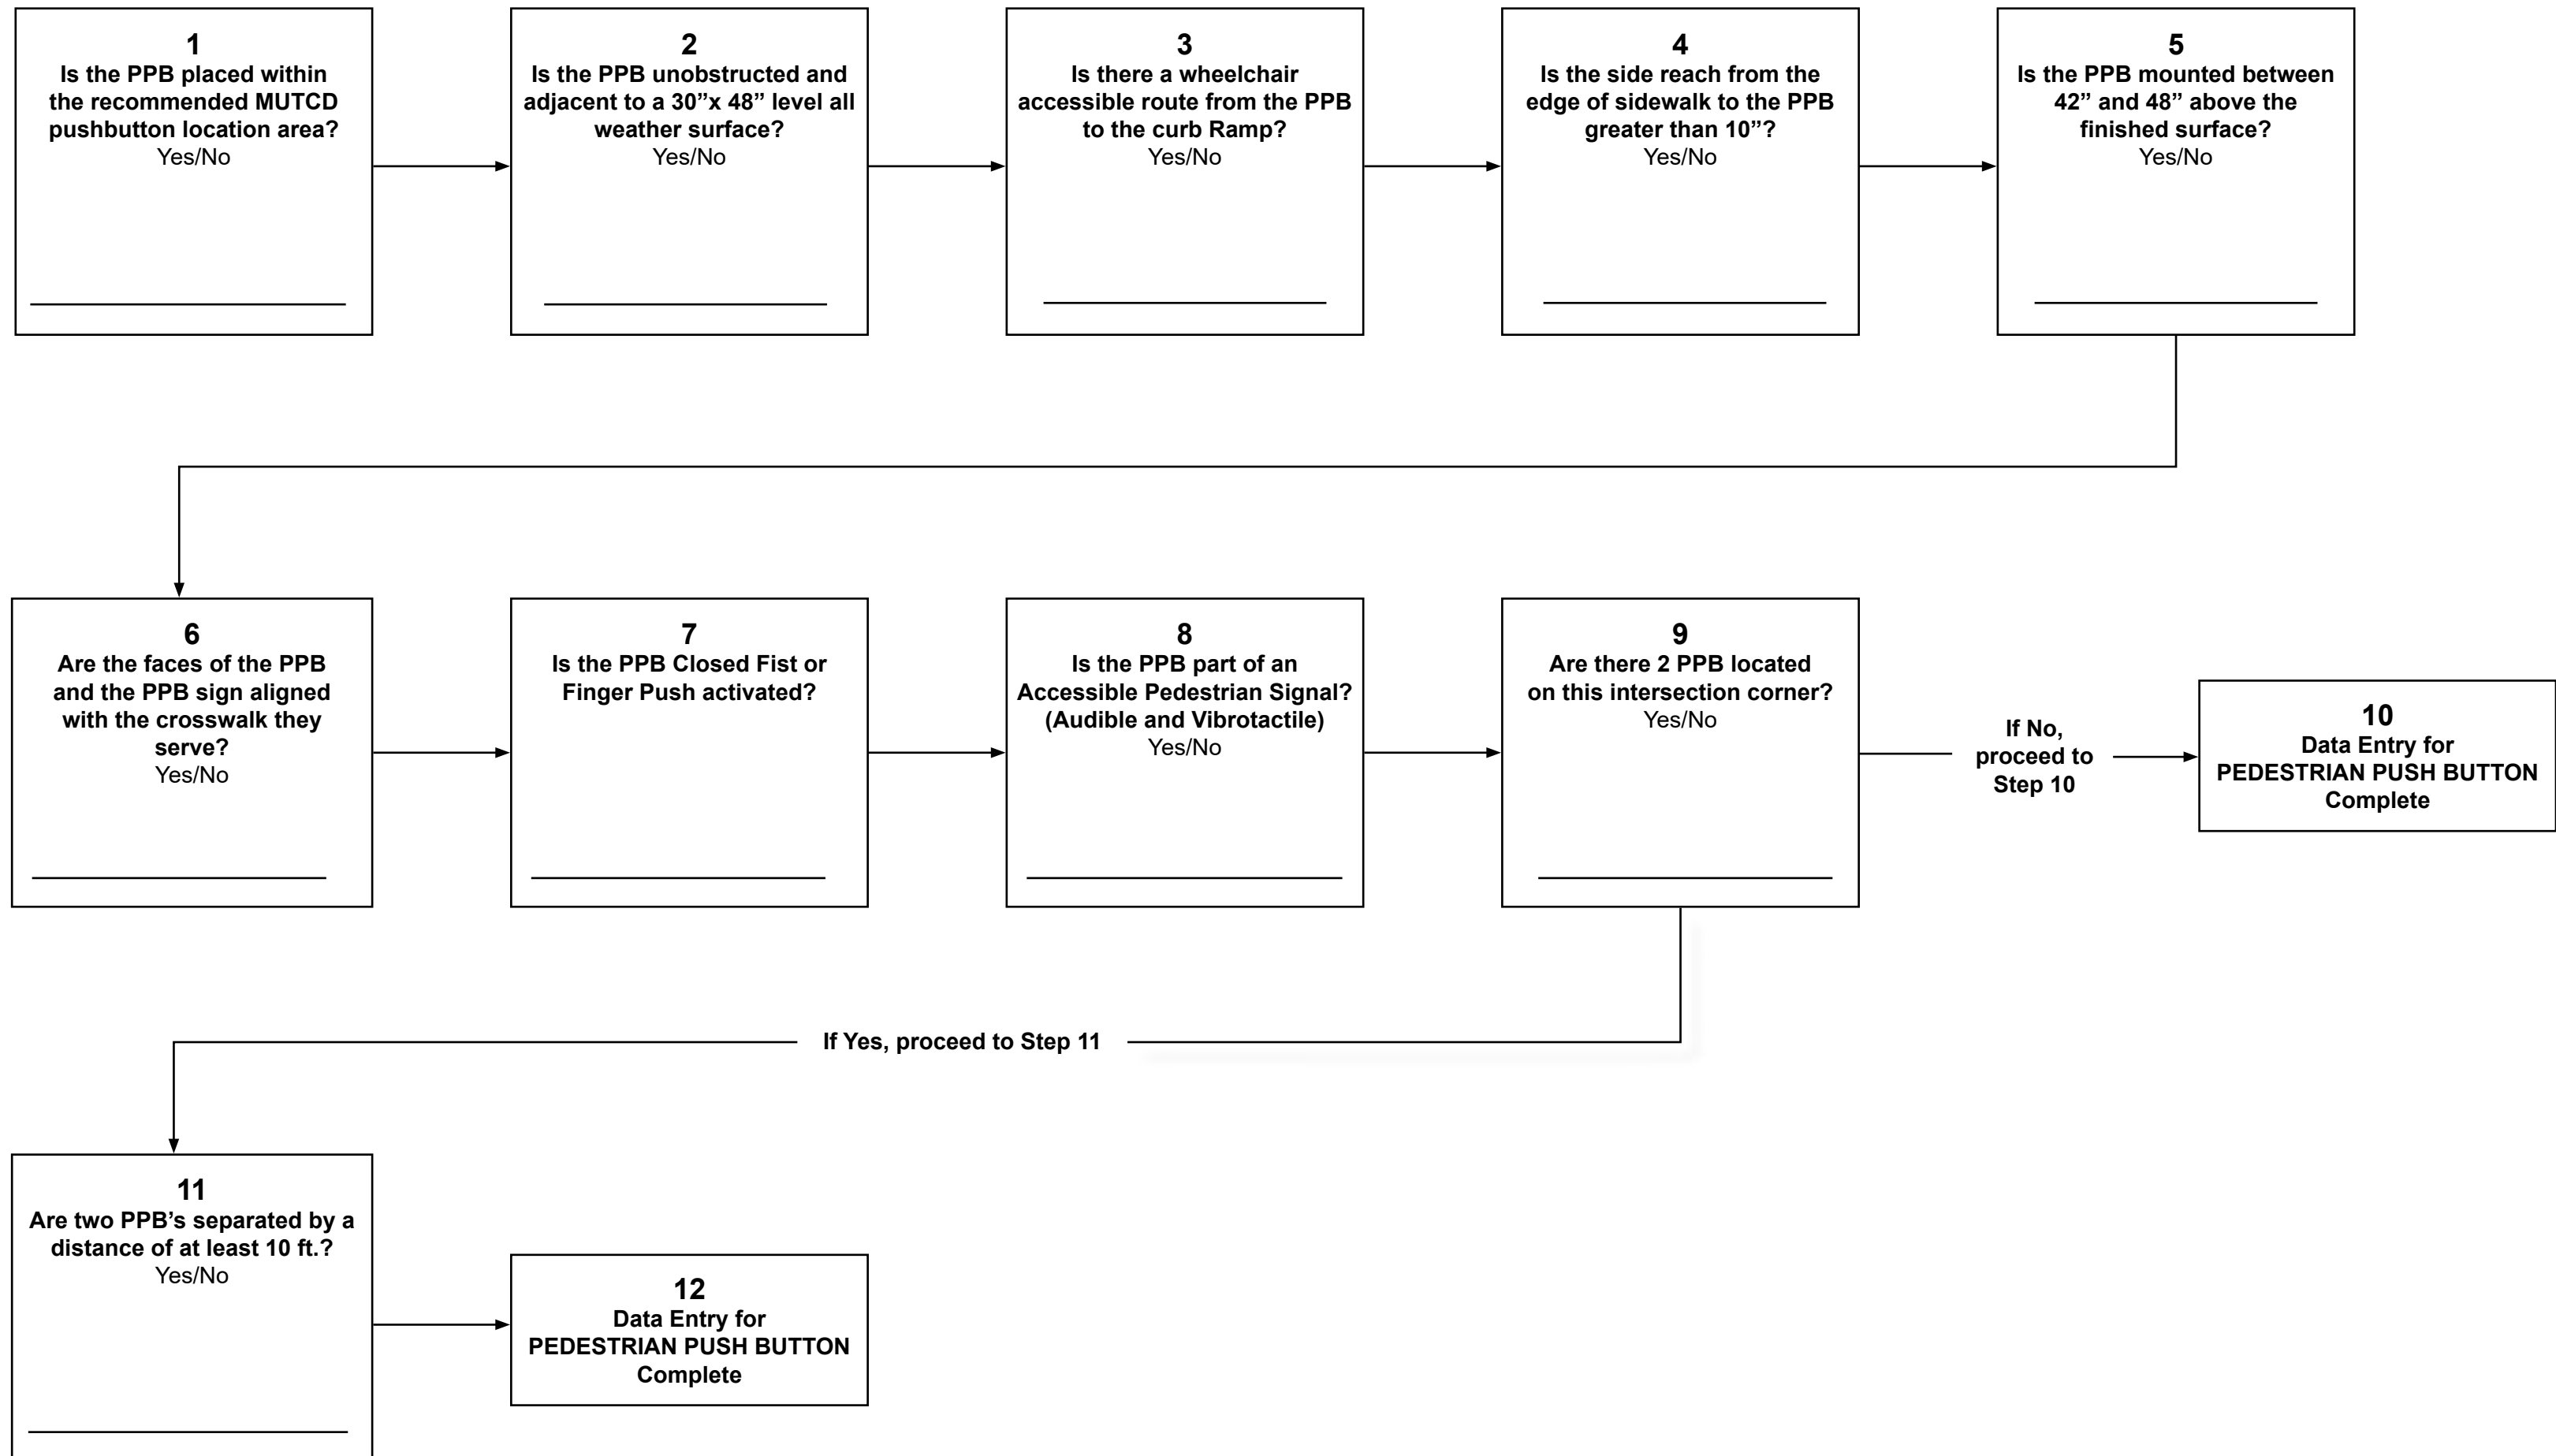 1
Is the PPB placed within
the recommended MUTCD
pushbutton location area?
Yes/No
2
Is the PPB unobstructed and
adjacent to a 30”x 48” level all
weather surface?
Yes/No
3
Is there a wheelchair
accessible route from the PPB
to the curb Ramp?
Yes/No
4
Is the side reach from the
edge of sidewalk to the PPB
greater than 10”?
Yes/No
5
Is the PPB mounted between
42” and 48” above the
finished surface?
Yes/No
6
Are the faces of the PPB
and the PPB sign aligned
with the crosswalk they
serve?
Yes/No
7
Is the PPB Closed Fist or
Finger Push activated?
8
Is the PPB part of an
Accessible Pedestrian Signal?
(Audible and Vibrotactile)
Yes/No
9
Are there 2 PPB located
on this intersection corner?
Yes/No
If No,
proceed to
Step 10
10
Data Entry for
PEDESTRIAN PUSH BUTTON
Complete
If Yes, proceed to Step 11
11
Are two PPB’s separated by a
distance of at least 10 ft.?
Yes/No
12
Data Entry for
PEDESTRIAN PUSH BUTTON
Complete